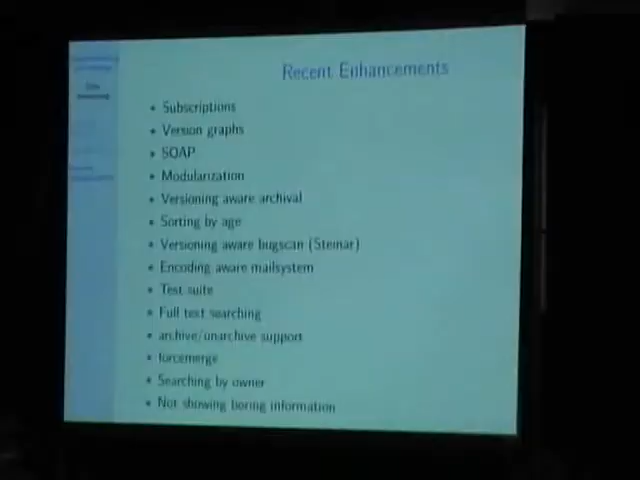 Recent Enhancements
• Subscriptions
• Version graphs
• SOAP
• Modularization
• Versioning aware archival
• Sorting by age
• Versioning aware bugscan (Steinar)
• Encoding aware mailsystem
• Test suite
• Full text searching
• archive/unarchive support
• forcemerge
• Searching by owner
• Not showing boring information